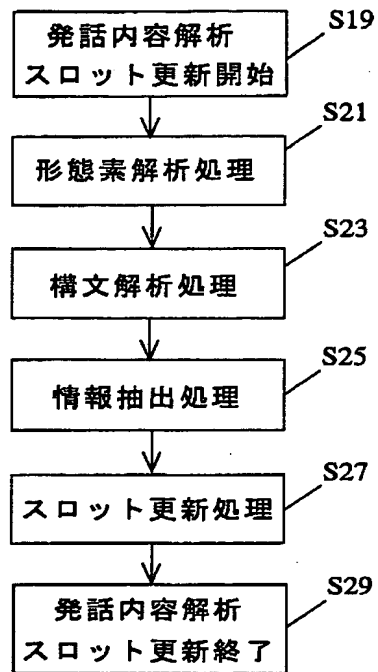 発話内容解析
スロット更新開始
S19
形態素解析処理
S21
構文解析処理
S23
情報抽出処理
S25
スロット更新処理
S27
発話内容解析
スロット更新終了
S29